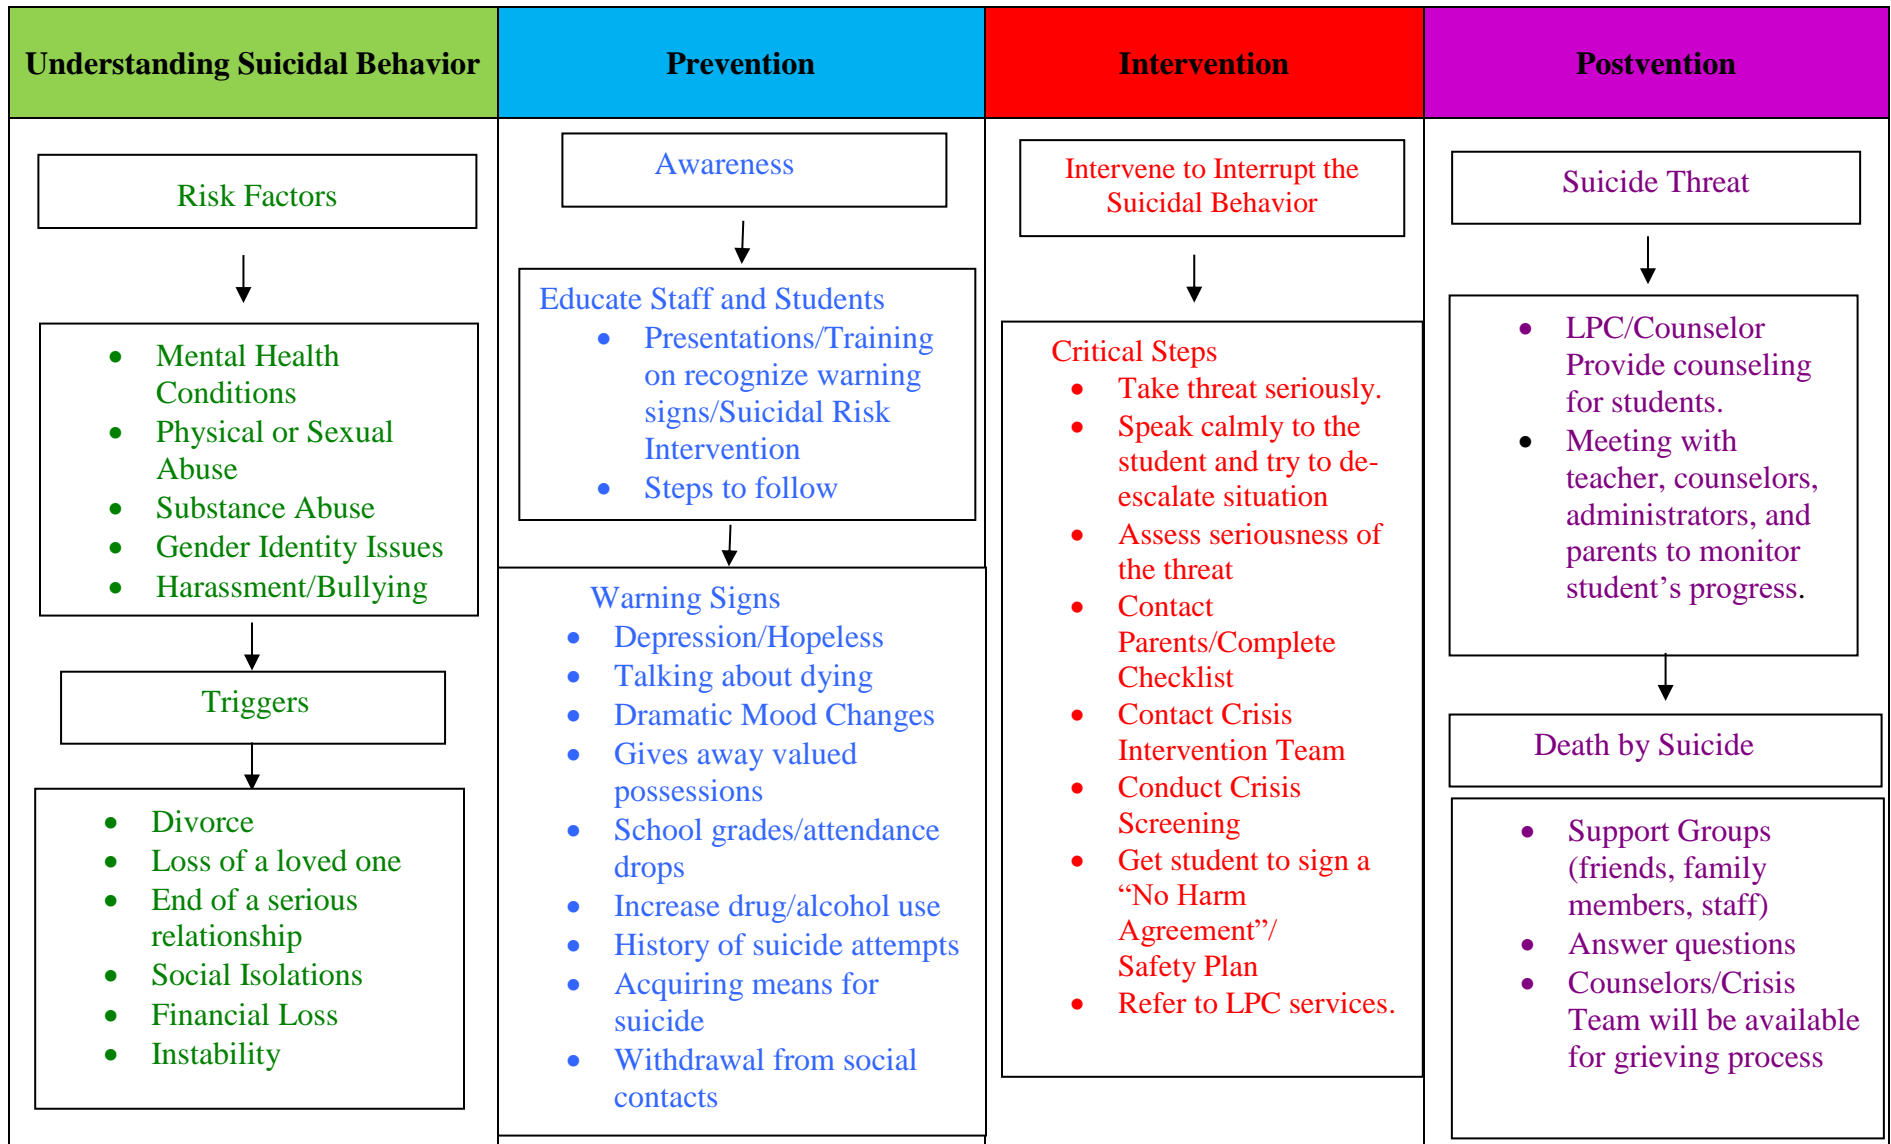 Understanding Suicidal Behavior
Prevention
Intervention
Postvention
Risk Factors
• Mental Health
Conditions
• Physical or Sexual
Abuse
• Substance Abuse
• Gender Identity Issues
• Harassment/Bullying
Triggers
• Divorce
• Loss of a loved one
• End of a serious
relationship
• Social Isolations
• Financial Loss
• Instability
Awareness
Educate Staff and Students
• Presentations/Training
on recognize warning
signs/Suicidal Risk
Intervention
• Steps to follow
Warning Signs
• Depression/Hopeless
• Talking about dying
• Dramatic Mood Changes
• Gives away valued
possessions
• School grades/attendance
drops
• Increase drug/alcohol use
• History of suicide attempts
• Acquiring means for
suicide
• Withdrawal from social
contacts
Intervene to Interrupt the
Suicidal Behavior
Critical Steps
• Take threat seriously.
• Speak calmly to the
student and try to de-
escalate situation
• Assess seriousness of
the threat
• Contact
Parents/Complete
Checklist
• Contact Crisis
Intervention Team
• Conduct Crisis
Screening
• Get student to sign a
“No Harm
Agreement”/
Safety Plan
• Refer to LPC services.
Suicide Threat
• LPC/Counselor
Provide counseling
for students.
• Meeting with
teacher, counselors,
administrators, and
parents to monitor
student’s progress.
Death by Suicide
• Support Groups
(friends, family
members, staff)
• Answer questions
• Counselors/Crisis
Team will be available
for grieving process